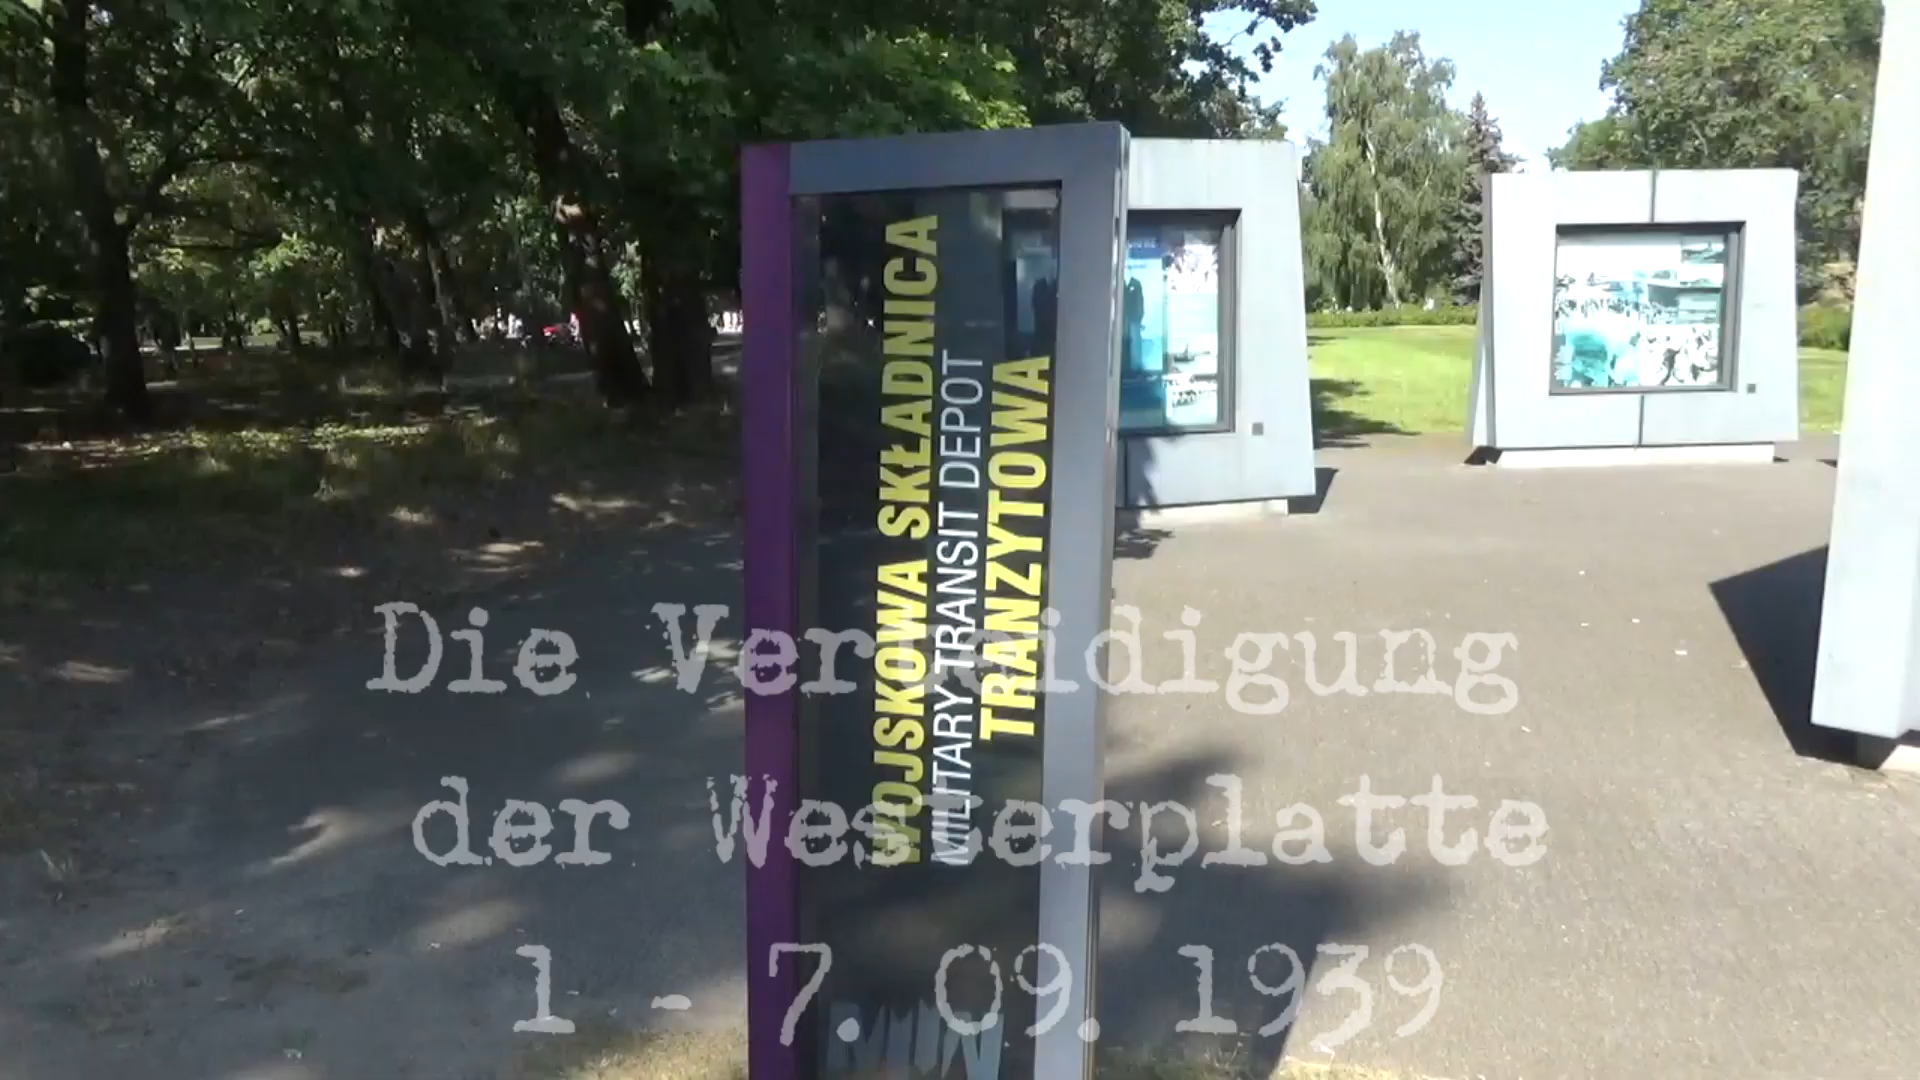 WOJSKOWA SKŁADNICA
MILITARY TRANSIT DEPOT
TRANZYTOWA
Die Verteidigung
der Westerplatte
1 - 7. 09. 1939